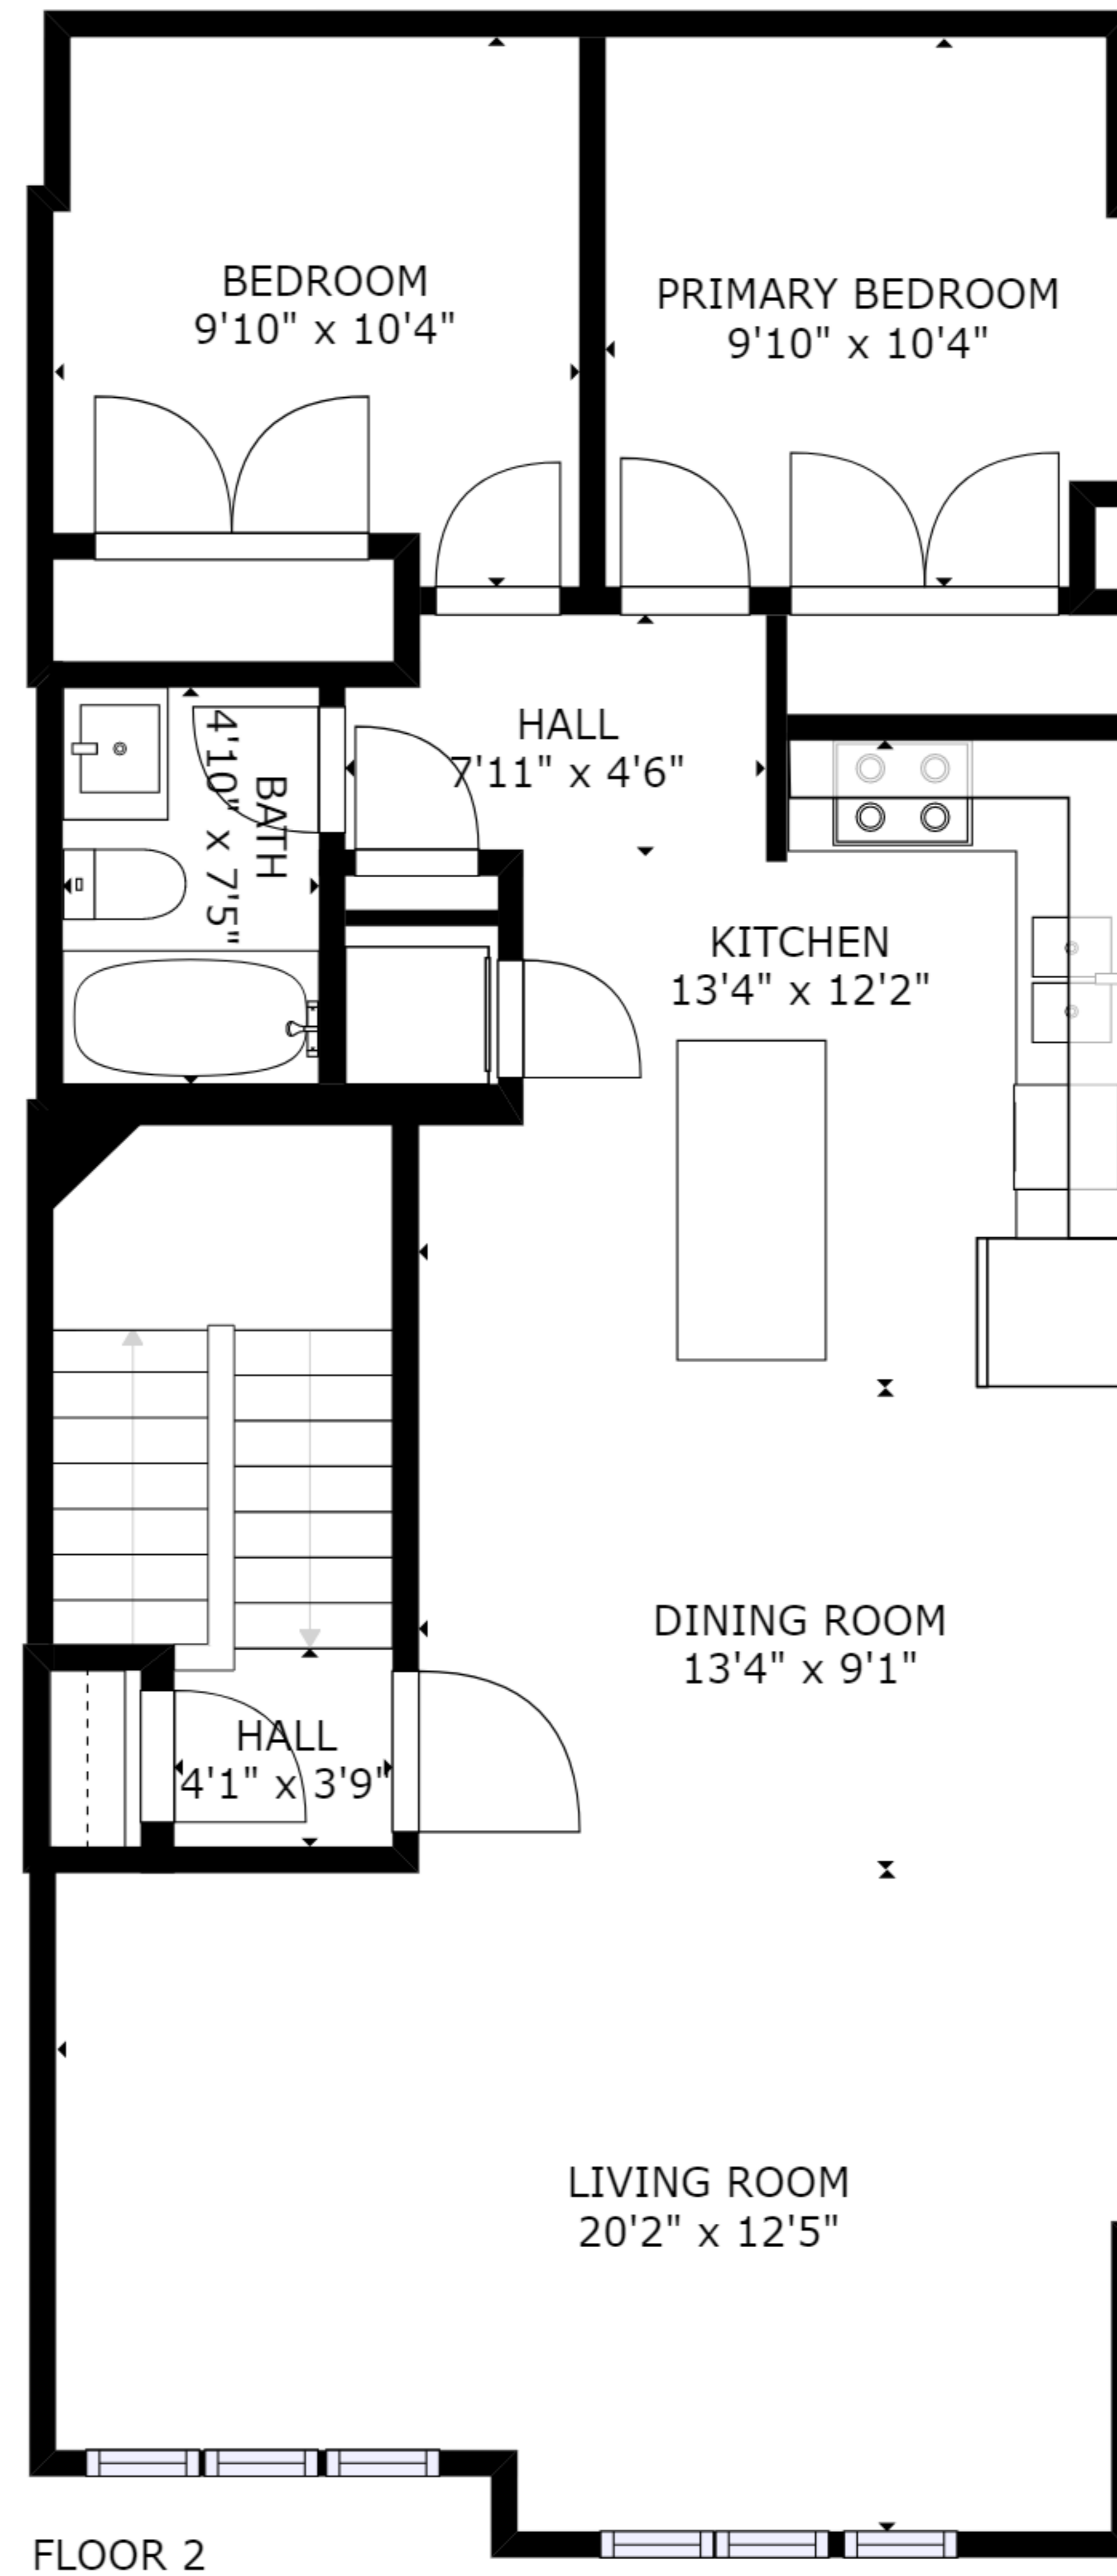 BEDROOM
9'10" x 10'4"
PRIMARY BEDROOM
9'10" x 10'4"
HALL
7'11" x 4'6"
BATH
4'10" x 7'5"
KITCHEN
13'4" x 12'2"
DINING ROOM
13'4" x 9'1"
HALL
4'1" x 3'9"
LIVING ROOM
20'2" x 12'5"
FLOOR 2